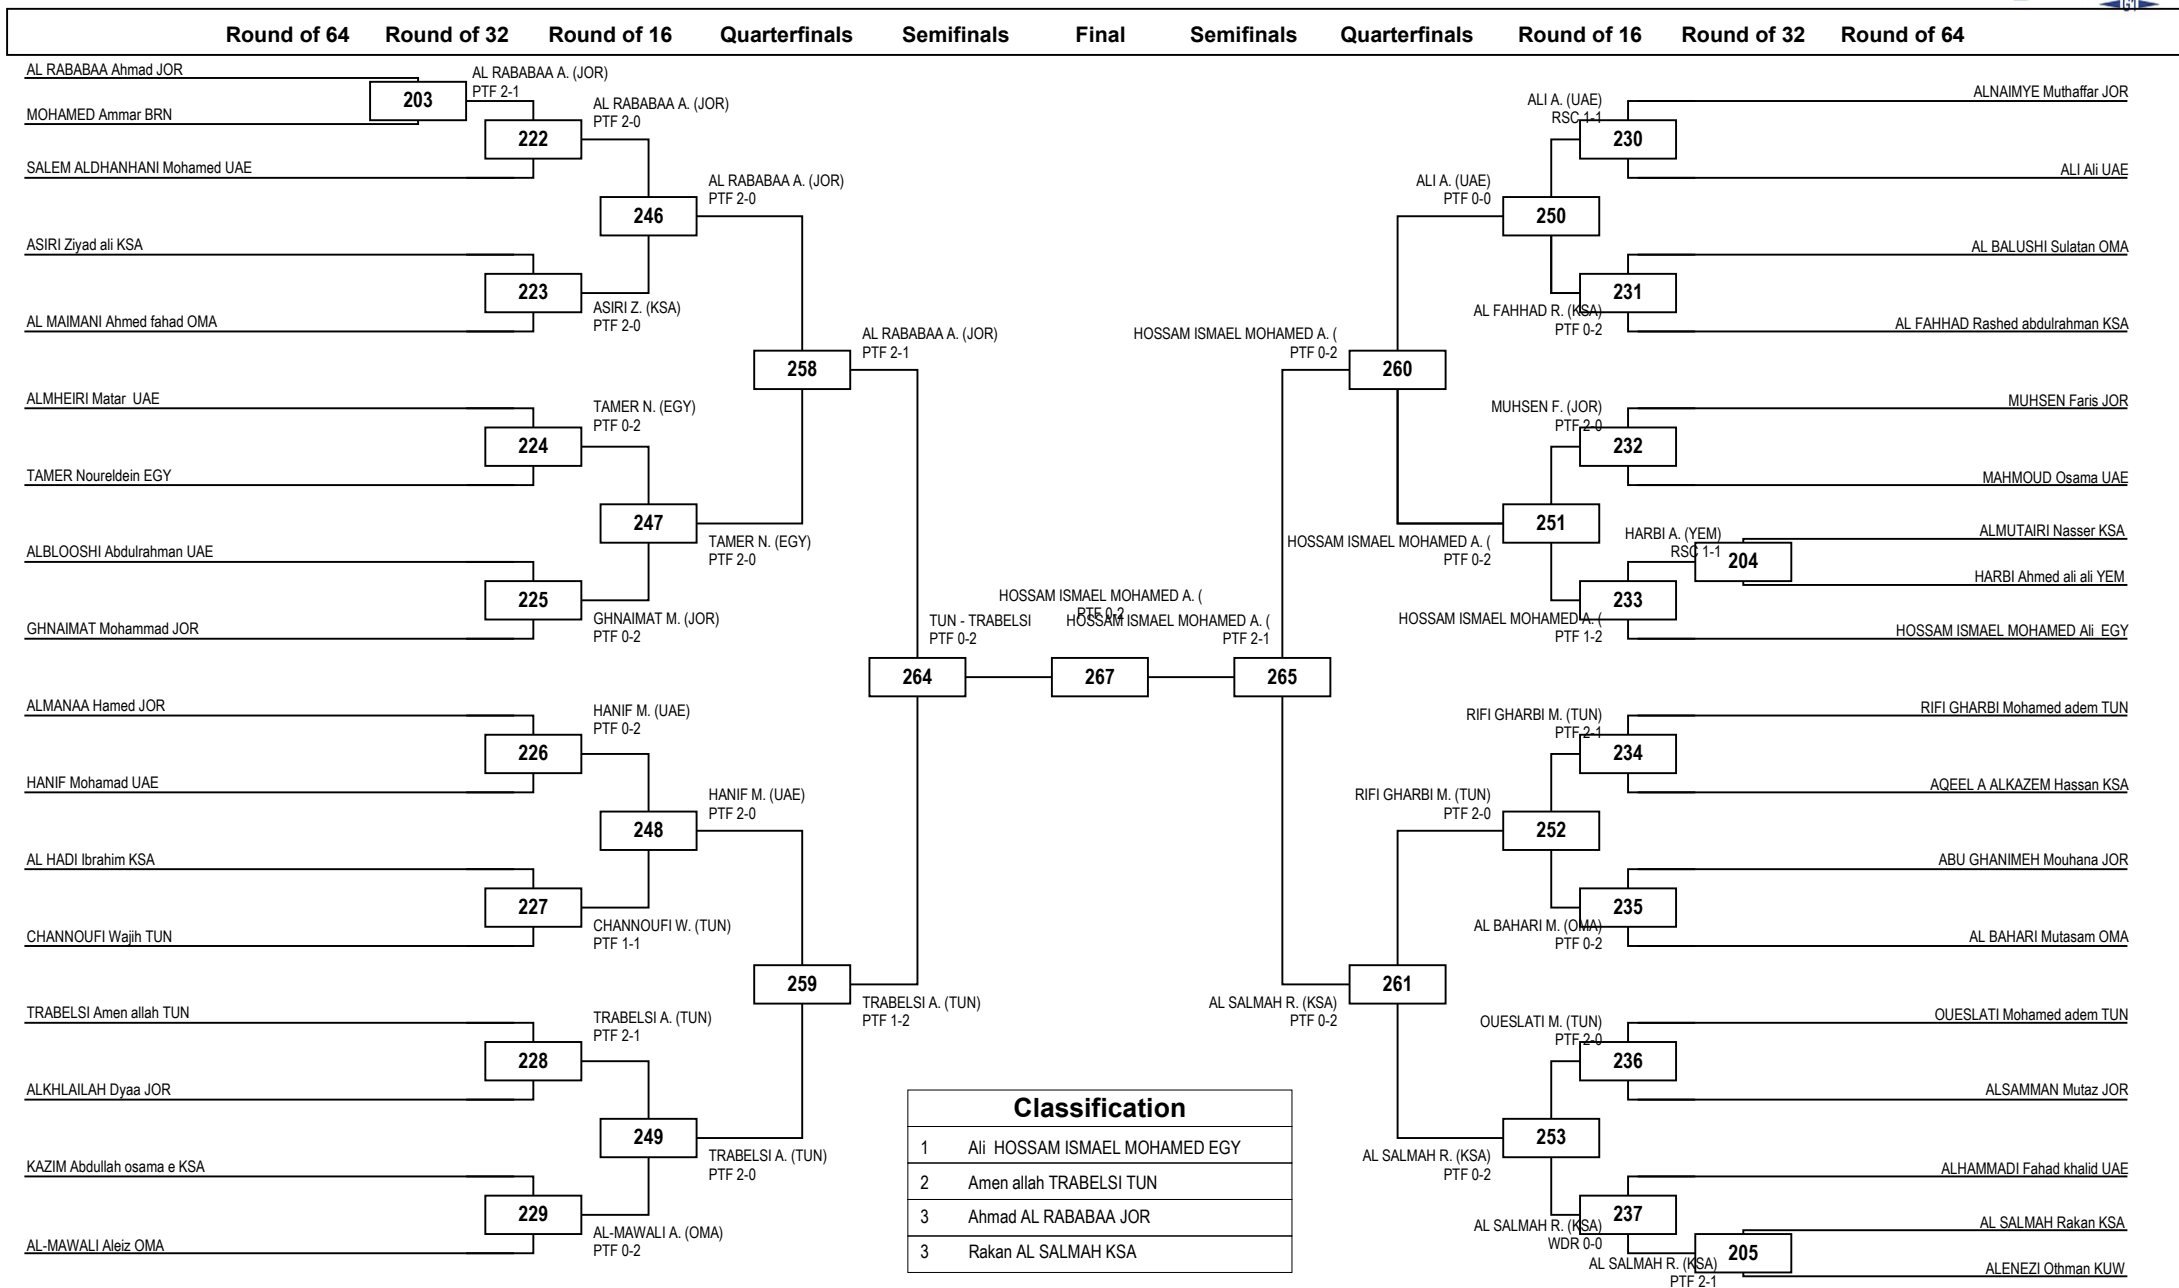 Round of 64 Round of 32 Round of 16 Quarterfinals Semifinals Final Semifinals Quarterfinals Round of 16 Round of 32 Round of 64
AL RABABAA Ahmad JOR
MOHAMED Ammar BRN
SALEM ALDHANHANI Mohamed UAE
ASIRI Ziyad ali KSA
AL MAIMANI Ahmed fahad OMA
ALMHEIRI Matar UAE
TAMER Noureldein EGY
ALBLOOSHI Abdulrahman UAE
GHNAIMAT Mohammad JOR
ALMANAA Hamed JOR
HANIF Mohamad UAE
AL HADI Ibrahim KSA
CHANNOUFI Wajih TUN
TRABELSI Amen allah TUN
ALKHLAILAH Dyaa JOR
KAZIM Abdullah osama e KSA
AL-MAWALI Aleiz OMA
203
AL RABABAA A. (JOR)
PTF 2-1
222
AL RABABAA A. (JOR)
PTF 2-0
223
ASIRI Z. (KSA)
PTF 2-0
224
TAMER N. (EGY)
PTF 0-2
225
GHNAIMAT M. (JOR)
PTF 0-2
226
HANIF M. (UAE)
PTF 0-2
227
CHANNOUFI W. (TUN)
PTF 1-1
228
TRABELSI A. (TUN)
PTF 2-1
229
AL-MAWALI A. (OMA)
PTF 0-2
246
AL RABABAA A. (JOR)
PTF 2-0
247
TAMER N. (EGY)
PTF 2-0
248
HANIF M. (UAE)
PTF 2-0
249
TRABELSI A. (TUN)
PTF 2-0
258
AL RABABAA A. (JOR)
PTF 2-1
259
TRABELSI A. (TUN)
PTF 1-2
264
TUN - TRABELSI
PTF 0-2
HOSSAM ISMAEL MOHAMED A. (
PTF 0-2
267
HOSSAM ISMAEL MOHAMED A. (
PTF 2-1
265
HOSSAM ISMAEL MOHAMED A. (
PTF 0-2
260
AL SALMAH R. (KSA)
PTF 0-2
261
ALI A. (UAE)
PTF 0-0
250
HOSSAM ISMAEL MOHAMED A. (
PTF 0-2
251
RIFI GHARBI M. (TUN)
PTF 2-0
252
AL SALMAH R. (KSA)
PTF 0-2
253
ALI A. (UAE)
RSC 1-1
230
AL FAHHAD R. (KSA)
PTF 0-2
231
MUHSEN F. (JOR)
PTF 2-0
232
HOSSAM ISMAEL MOHAMED A. (
PTF 1-2
233
RIFI GHARBI M. (TUN)
PTF 2-1
234
AL BAHARI M. (OMA)
PTF 0-2
235
OUESLATI M. (TUN)
PTF 2-0
236
AL SALMAH R. (KSA)
WDR 0-0
237
HARBI A. (YEM)
RSC 1-1
204
AL SALMAH R. (KSA)
PTF 2-1
205
ALNAIMYE Muthaffar JOR
ALI Ali UAE
AL BALUSHI Sulatan OMA
AL FAHHAD Rashed abdulrahman KSA
MUHSEN Faris JOR
MAHMOUD Osama UAE
ALMUTAIRI Nasser KSA
HARBI Ahmed ali ali YEM
HOSSAM ISMAEL MOHAMED Ali EGY
RIFI GHARBI Mohamed adem TUN
AQEEL A ALKAZEM Hassan KSA
ABU GHANIMEH Mouhana JOR
AL BAHARI Mutasam OMA
OUESLATI Mohamed adem TUN
ALSAMMAN Mutaz JOR
ALHAMMADI Fahad khalid UAE
AL SALMAH Rakan KSA
ALENEZI Othman KUW
Classification
1 Ali HOSSAM ISMAEL MOHAMED EGY
2 Amen allah TRABELSI TUN
3 Ahmad AL RABABAA JOR
3 Rakan AL SALMAH KSA